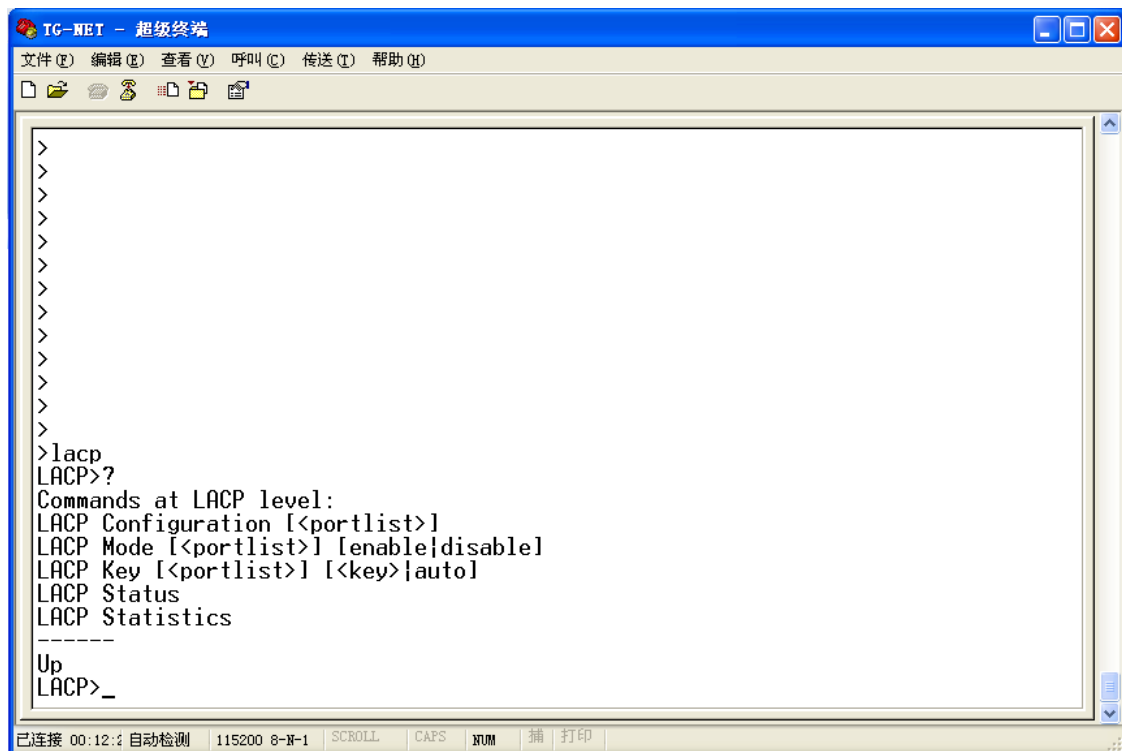 TG-NET - 超级终端
文件(F) 编辑(E) 查看(V) 呼叫(C) 传送(T) 帮助(H)
>
>
>
>
>
>
>
>
>
>
>
>
>
>lacp
LACP>?
Commands at LACP level:
LACP Configuration [<portlist>]
LACP Mode [<portlist>] [enable|disable]
LACP Key [<portlist>] [<key>|auto]
LACP Status
LACP Statistics
------
Up
LACP>_
已连接 00:12:2 自动检测 115200 8-N-1 SCROLL CAPS NUM 捕 打印